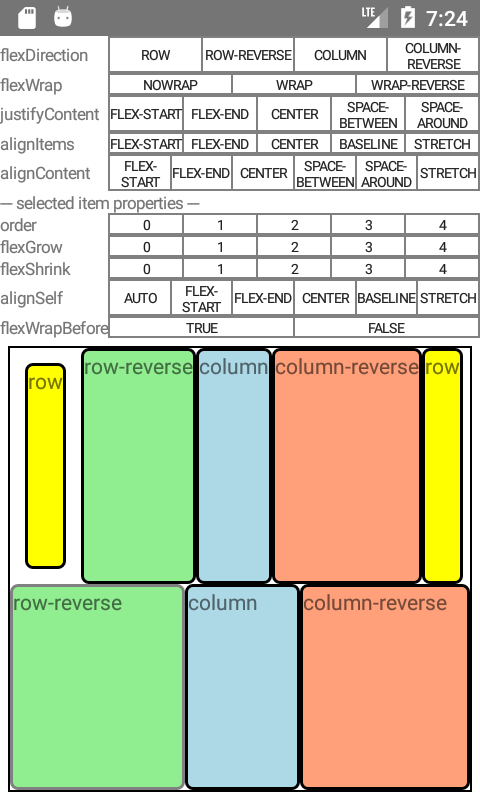 LTE 7:24
flexDirection ROW ROW-REVERSE COLUMN COLUMN-REVERSE
flexWrap NOWRAP WRAP WRAP-REVERSE
justifyContent FLEX-START FLEX-END CENTER SPACE-BETWEEN SPACE-AROUND
alignItems FLEX-START FLEX-END CENTER BASELINE STRETCH
alignContent FLEX-START FLEX-END CENTER SPACE-BETWEEN SPACE-AROUND STRETCH
--- selected item properties ---
order 0 1 2 3 4
flexGrow 0 1 2 3 4
flexShrink 0 1 2 3 4
alignSelf AUTO FLEX-START FLEX-END CENTER BASELINE STRETCH
flexWrapBefore TRUE FALSE
row row-reverse column column-reverse row
row-reverse column column-reverse